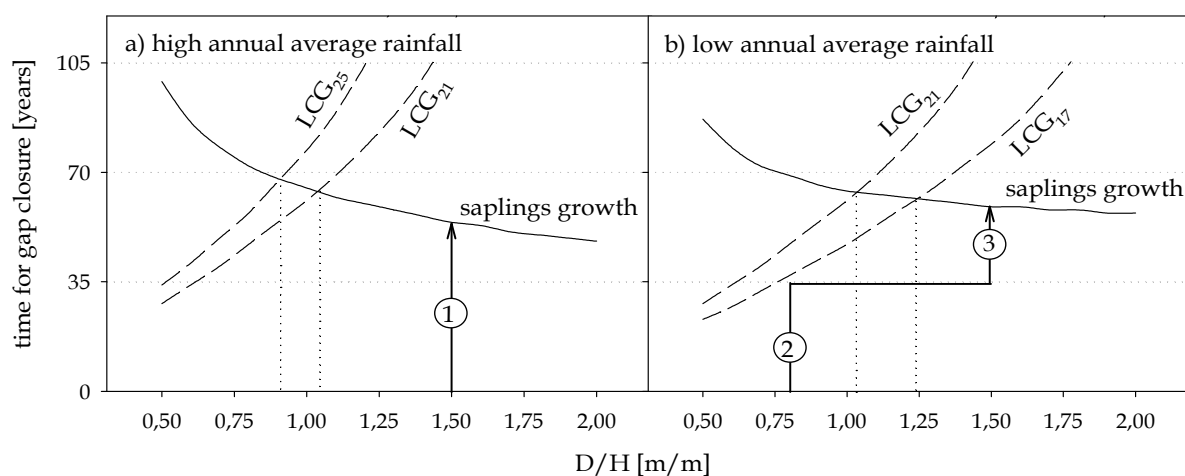 a) high annual average rainfall
b) low annual average rainfall
time for gap closure [years]
105
70
35
0
LCG25
LCG21
saplings growth
1
LCG21
LCG17
saplings growth
2
3
0,50 0,75 1,00 1,25 1,50 1,75 2,00
0,50 0,75 1,00 1,25 1,50 1,75 2,00
D/H [m/m]